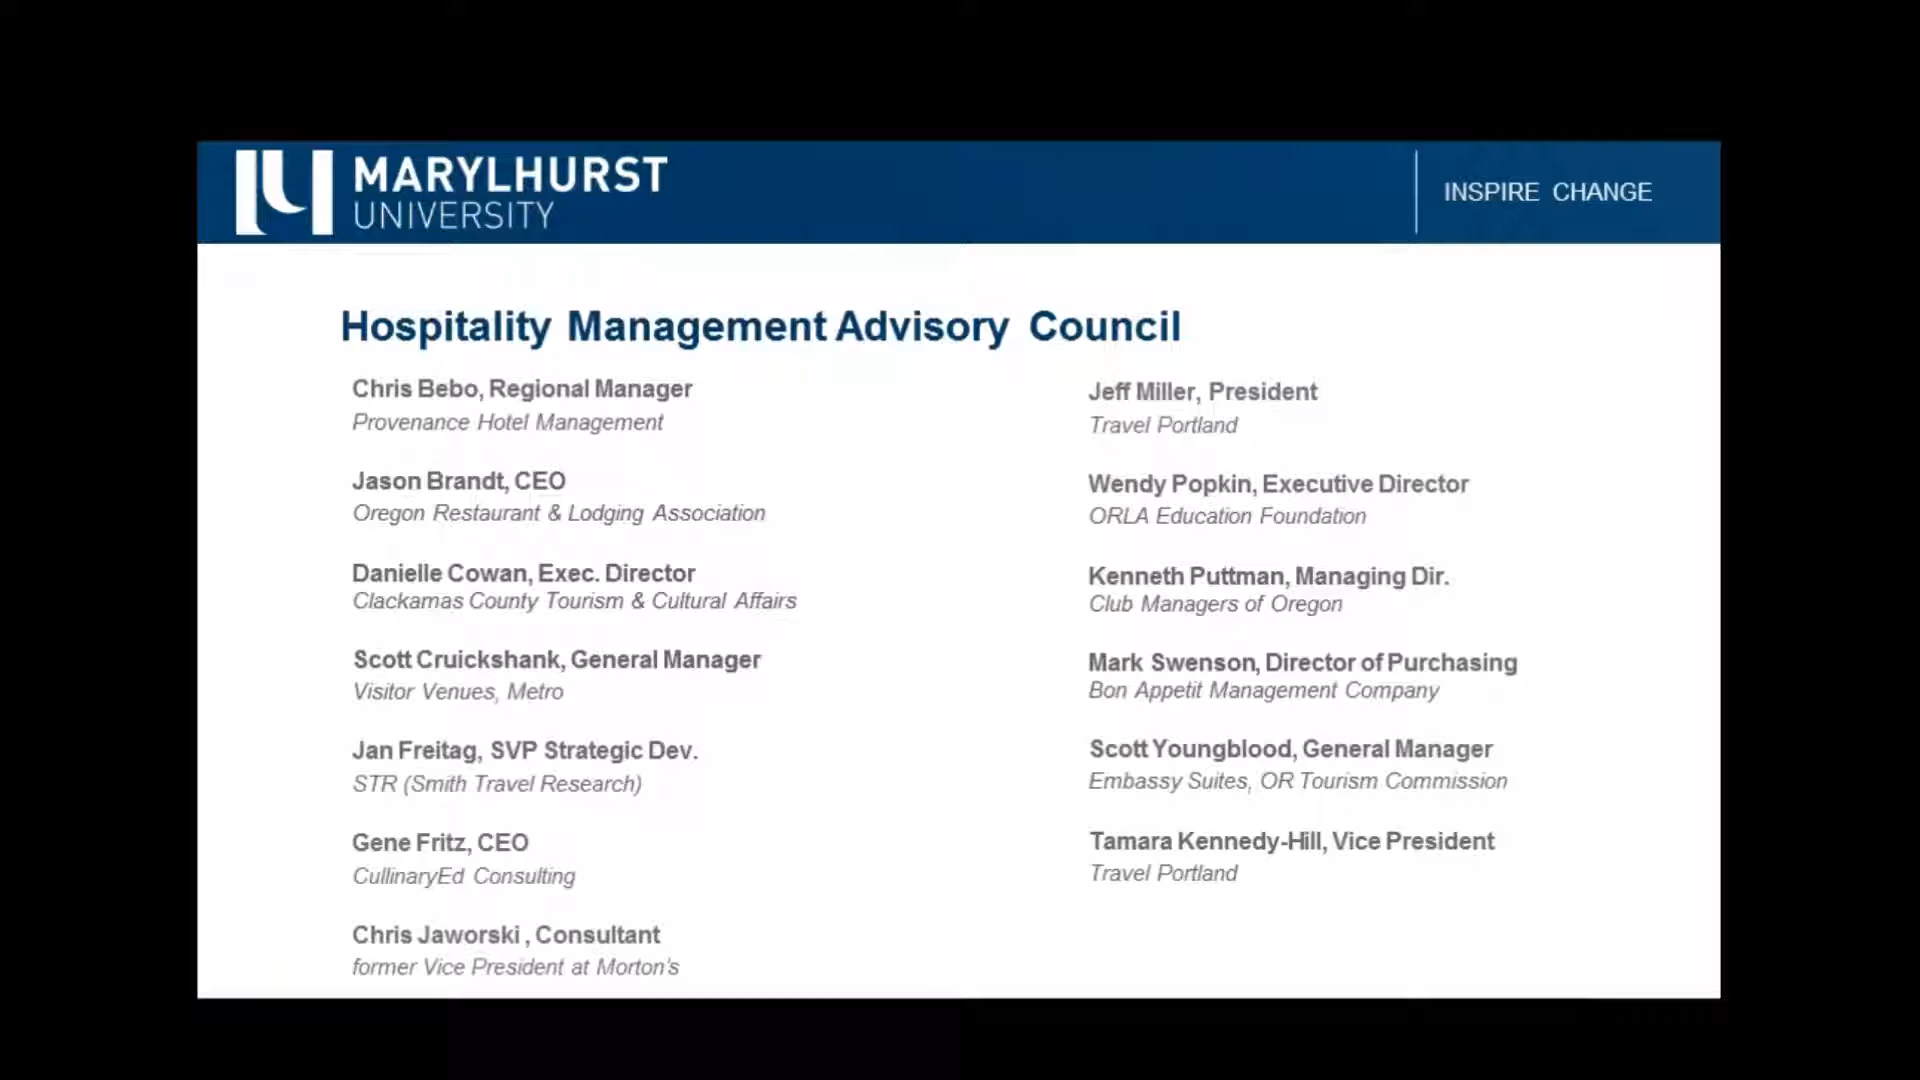 MARYLHURST
UNIVERSITY
INSPIRE CHANGE
Hospitality Management Advisory Council
Chris Bebo, Regional Manager
Provenance Hotel Management
Jason Brandt, CEO
Oregon Restaurant & Lodging Association
Danielle Cowan, Exec. Director
Clackamas County Tourism & Cultural Affairs
Scott Cruickshank, General Manager
Visitor Venues, Metro
Jan Freitag, SVP Strategic Dev.
STR (Smith Travel Research)
Gene Fritz, CEO
CullinaryEd Consulting
Chris Jaworski , Consultant
former Vice President at Morton's
Jeff Miller, President
Travel Portland
Wendy Popkin, Executive Director
ORLA Education Foundation
Kenneth Puttman, Managing Dir.
Club Managers of Oregon
Mark Swenson, Director of Purchasing
Bon Appetit Management Company
Scott Youngblood, General Manager
Embassy Suites, OR Tourism Commission
Tamara Kennedy-Hill, Vice President
Travel Portland